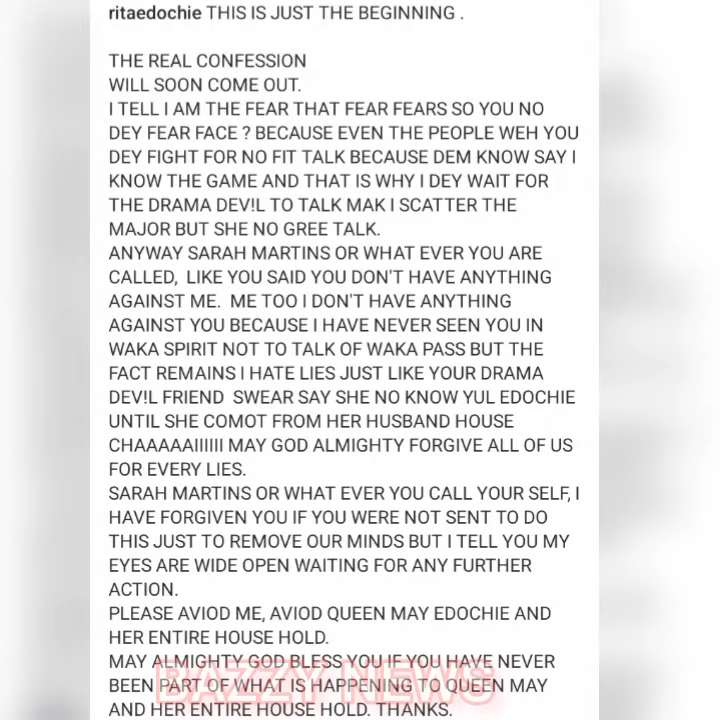 ritaedochie THIS IS JUST THE BEGINNING .
THE REAL CONFESSION
WILL SOON COME OUT.
I TELL I AM THE FEAR THAT FEAR FEARS SO YOU NO
DEY FEAR FACE ? BECAUSE EVEN THE PEOPLE WEH YOU
DEY FIGHT FOR NO FIT TALK BECAUSE DEM KNOW SAY I
KNOW THE GAME AND THAT IS WHY I DEY WAIT FOR
THE DRAMA DEV!L TO TALK MAK I SCATTER THE
MAJOR BUT SHE NO GREE TALK.
ANYWAY SARAH MARTINS OR WHAT EVER YOU ARE
CALLED, LIKE YOU SAID YOU DON'T HAVE ANYTHING
AGAINST ME. ME TOO I DON'T HAVE ANYTHING
AGAINST YOU BECAUSE I HAVE NEVER SEEN YOU IN
WAKA SPIRIT NOT TO TALK OF WAKA PASS BUT THE
FACT REMAINS I HATE LIES JUST LIKE YOUR DRAMA
DEV!L FRIEND SWEAR SAY SHE NO KNOW YUL EDOCHIE
UNTIL SHE COMOT FROM HER HUSBAND HOUSE
CHAAAAAIIIIII MAY GOD ALMIGHTY FORGIVE ALL OF US
FOR EVERY LIES.
SARAH MARTINS OR WHAT EVER YOU CALL YOUR SELF, I
HAVE FORGIVEN YOU IF YOU WERE NOT SENT TO DO
THIS JUST TO REMOVE OUR MINDS BUT I TELL YOU MY
EYES ARE WIDE OPEN WAITING FOR ANY FURTHER
ACTION.
PLEASE AVIOD ME, AVIOD QUEEN MAY EDOCHIE AND
HER ENTIRE HOUSE HOLD.
MAY ALMIGHTY GOD BLESS YOU IF YOU HAVE NEVER
BEEN PART OF WHAT IS HAPPENING TO QUEEN MAY
AND HER ENTIRE HOUSE HOLD. THANKS.
BAZZY NEWS